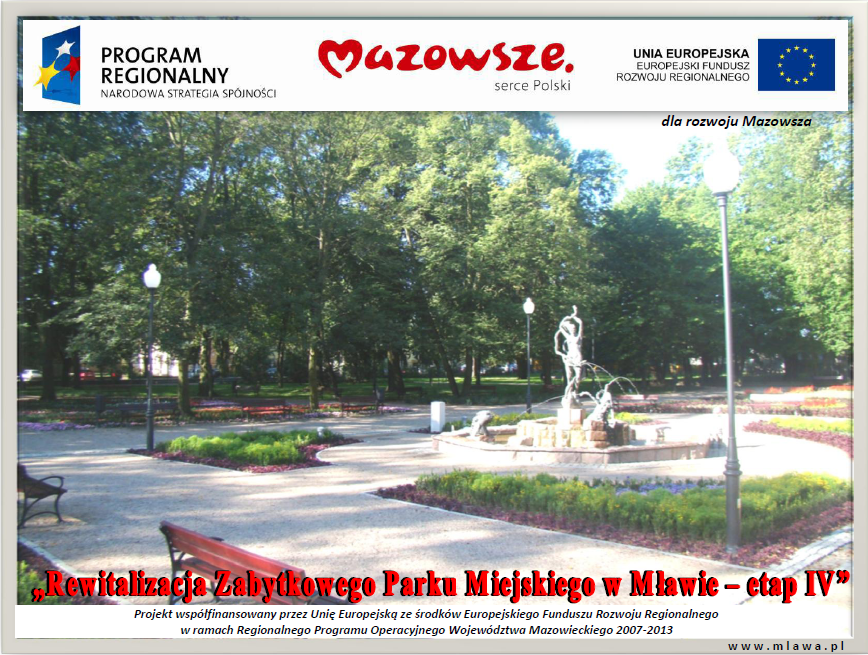 PROGRAM
REGIONALNY
NARODOWA STRATEGIA SPÓJNOŚCI
mazowsze.
serce Polski
UNIA EUROPEJSKA
EUROPEJSKI FUNDUSZ
ROZWOJU REGIONALNEGO
dla rozwoju Mazowsza
„Rewitalizacja Zabytkowego Parku Miejskiego w Mławie – etap IV”
Projekt współfinansowany przez Unię Europejską ze środków Europejskiego Funduszu Rozwoju Regionalnego
w ramach Regionalnego Programu Operacyjnego Województwa Mazowieckiego 2007-2013
www.mlawa.pl